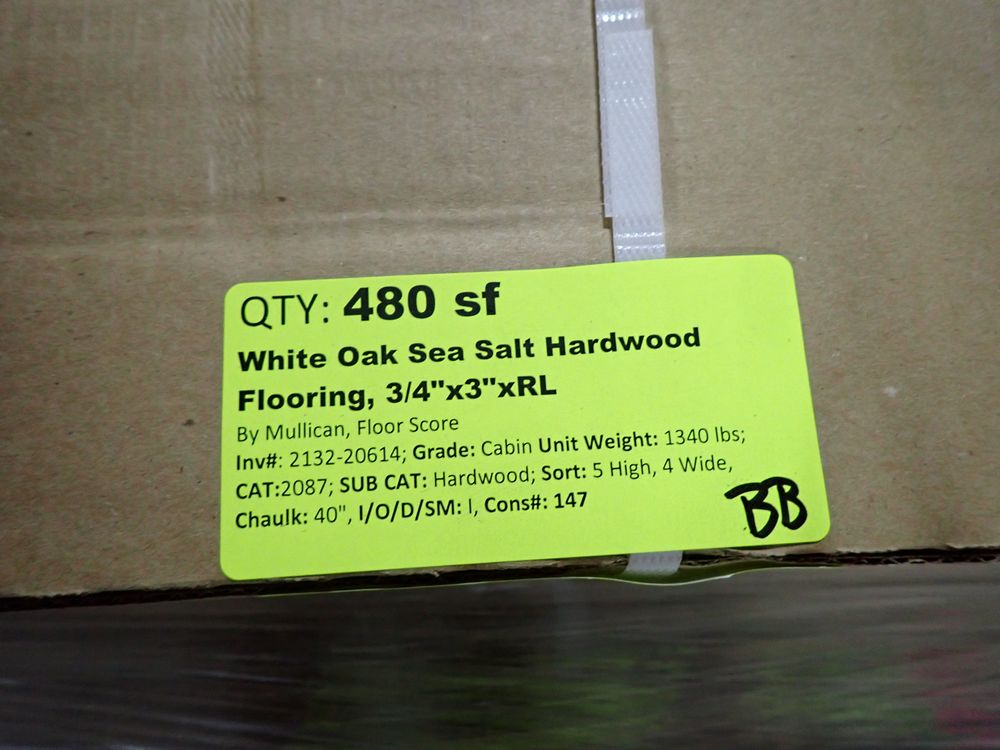 QTY: 480 sf
White Oak Sea Salt Hardwood
Flooring, 3/4"x3"xRL
By Mullican, Floor Score
Inv#: 2132-20614; Grade: Cabin Unit Weight: 1340 lbs;
CAT:2087; SUB CAT: Hardwood; Sort: 5 High, 4 Wide,
Chaulk: 40", I/O/D/SM: I, Cons#: 147
BB